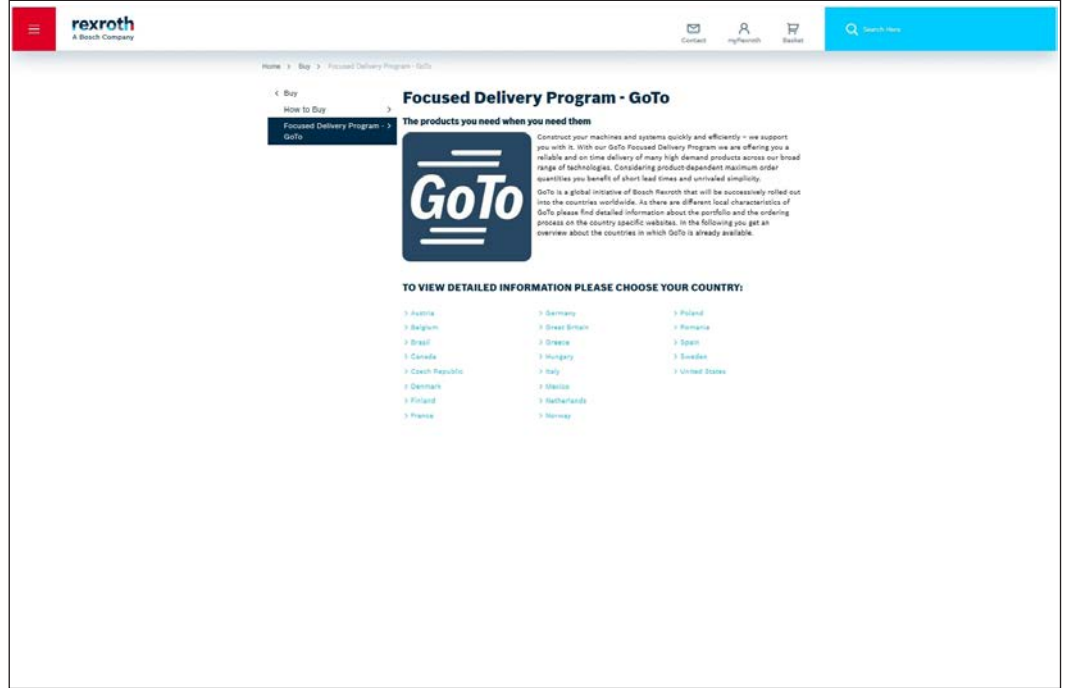 rexroth
A Bosch Company
Contact
myRexroth
Basket
Search Here
Home > Buy > Focused Delivery Program - GoTo
< Buy
How to Buy >
Focused Delivery Program - >
GoTo
Focused Delivery Program - GoTo
The products you need when you need them
GoTo
Construct your machines and systems quickly and efficiently – we support
you with it. With our GoTo Focused Delivery Program we are offering you a
reliable and on time delivery of many high demand products across our broad
range of technologies. Considering product-dependent maximum order
quantities you benefit of short lead times and unrivaled simplicity.
GoTo is a global initiative of Bosch Rexroth that will be successively rolled out
into the countries worldwide. As there are different local characteristics of
GoTo please find detailed information about the portfolio and the ordering
process on the country specific websites. In the following you get an
overview about the countries in which GoTo is already available.
TO VIEW DETAILED INFORMATION PLEASE CHOOSE YOUR COUNTRY:
> Austria
> Belgium
> Brasil
> Canada
> Czech Republic
> Denmark
> Finland
> France
> Germany
> Great Britain
> Greece
> Hungary
> Italy
> Mexico
> Netherlands
> Norway
> Poland
> Romania
> Spain
> Sweden
> United States